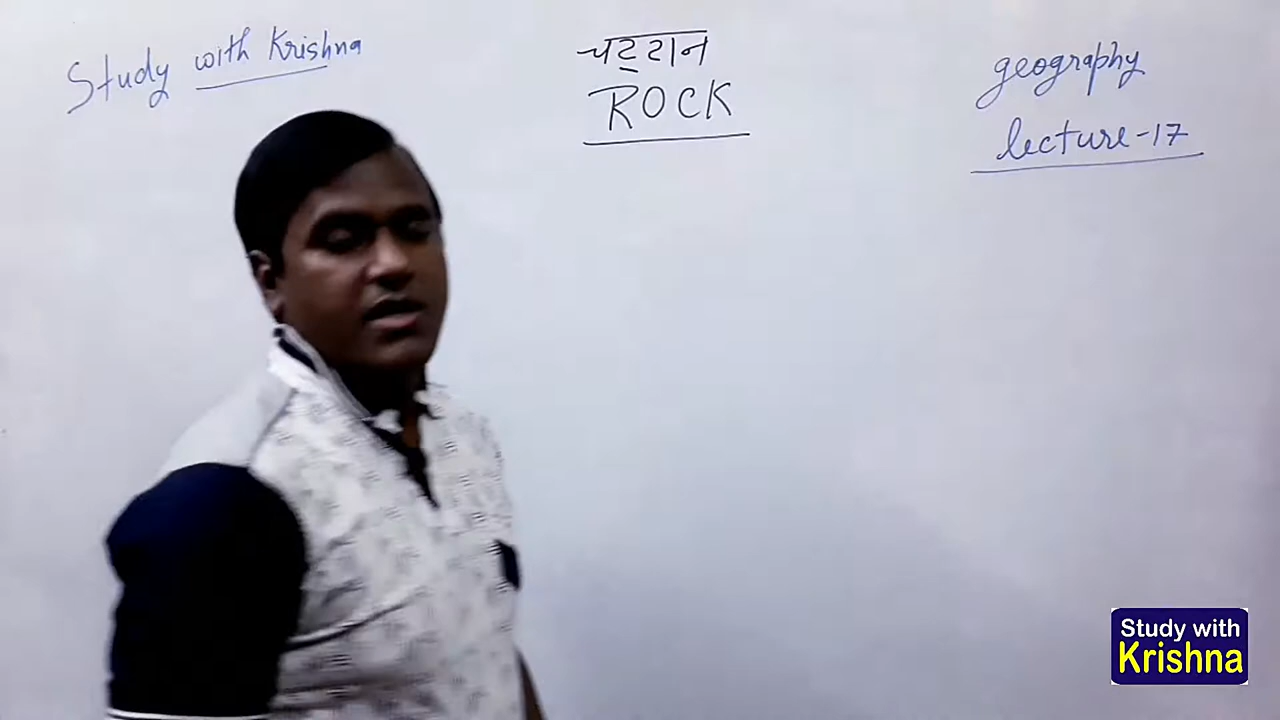 Study with Krishna
चट्टान
ROCK
geography
lecture-17
Study with
Krishna